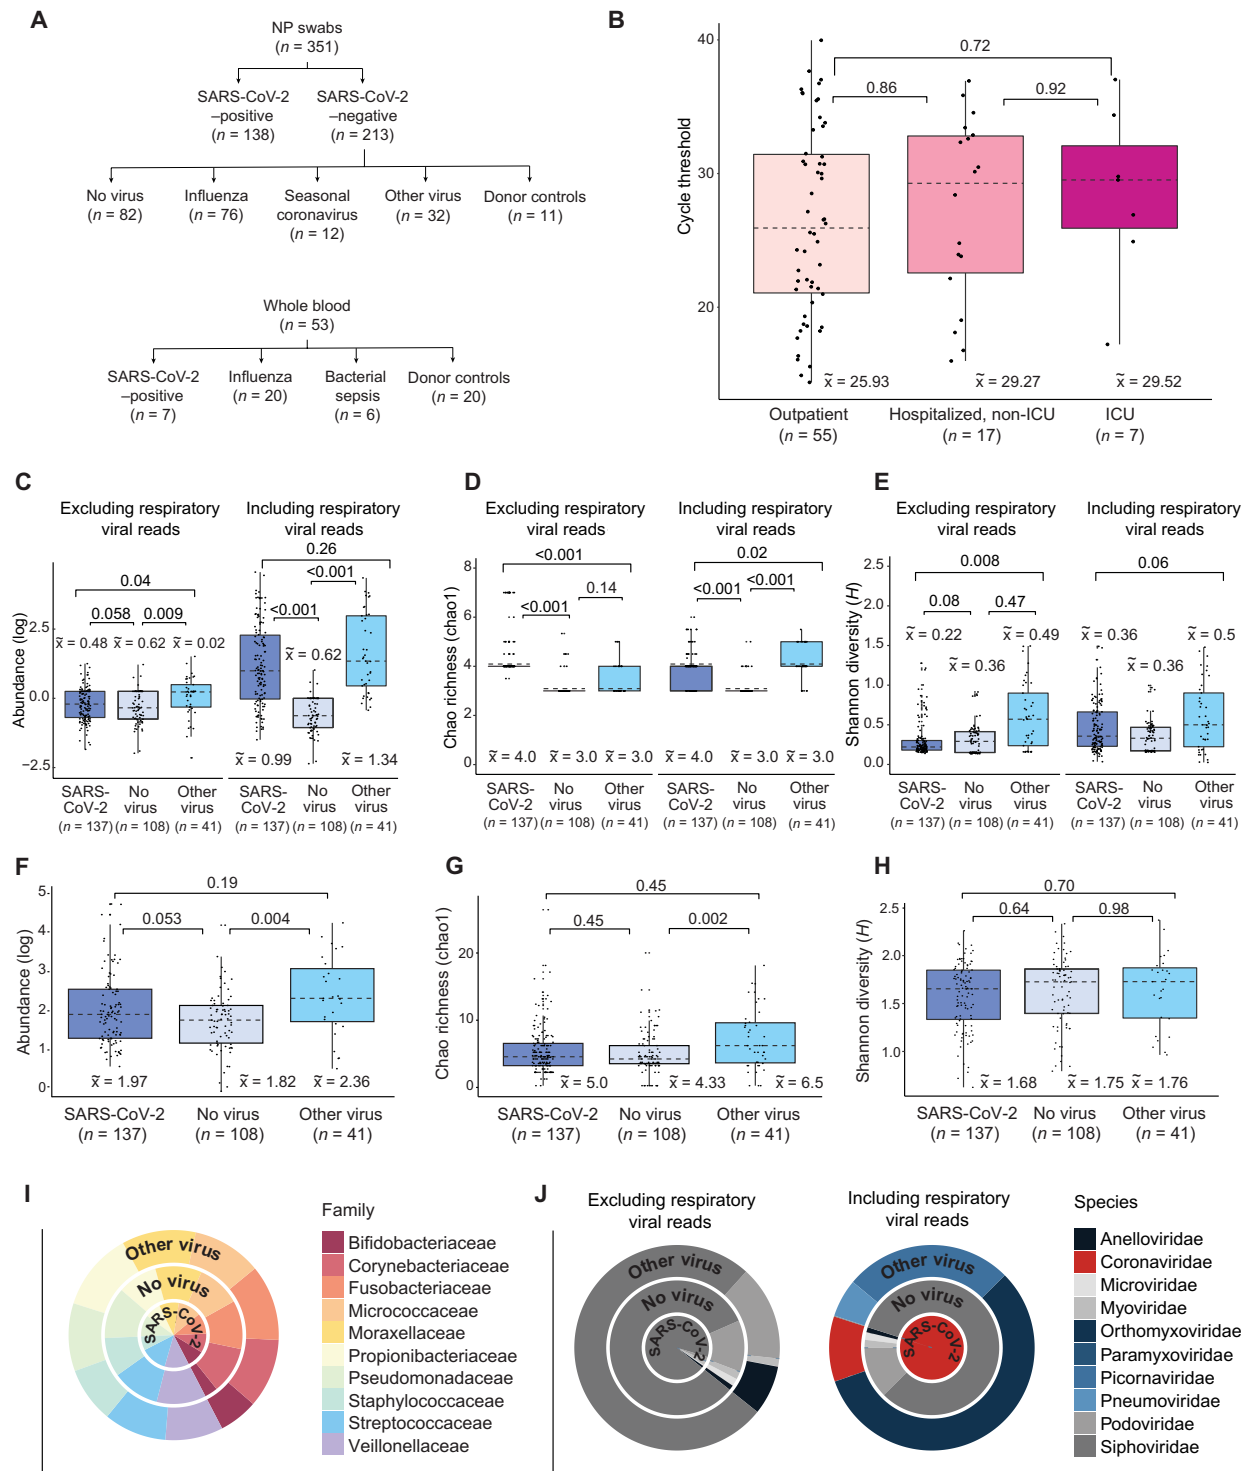 A
NP swabs
(n = 351)
SARS-CoV-2
–positive
(n = 138)
SARS-CoV-2
–negative
(n = 213)
No virus
(n = 82)
Influenza
(n = 76)
Seasonal
coronavirus
(n = 12)
Other virus
(n = 32)
Donor controls
(n = 11)
Whole blood
(n = 53)
SARS-CoV-2
–positive
(n = 7)
Influenza
(n = 20)
Bacterial
sepsis
(n = 6)
Donor controls
(n = 20)
B
Cycle threshold
40
30
20
0.72
0.86
0.92
x̃ = 25.93
x̃ = 29.27
x̃ = 29.52
Outpatient
(n = 55)
Hospitalized, non-ICU
(n = 17)
ICU
(n = 7)
C
Excluding respiratory
viral reads
Including respiratory
viral reads
Abundance (log)
2.5
0.0
−2.5
0.04
0.058
0.009
x̃ = 0.48
x̃ = 0.62
x̃ = 0.02
0.26
<0.001
<0.001
x̃ = 0.62
x̃ = 0.99
x̃ = 1.34
SARS-
CoV-2
(n = 137)
No
virus
(n = 108)
Other
virus
(n = 41)
SARS-
CoV-2
(n = 137)
No
virus
(n = 108)
Other
virus
(n = 41)
D
Excluding respiratory
viral reads
Including respiratory
viral reads
Chao richness (chao1)
8
6
4
2
0
<0.001
0.14
<0.001
0.02
<0.001
<0.001
x̃ = 4.0
x̃ = 3.0
x̃ = 3.0
x̃ = 4.0
x̃ = 3.0
x̃ = 3.0
SARS-
CoV-2
(n = 137)
No
virus
(n = 108)
Other
virus
(n = 41)
SARS-
CoV-2
(n = 137)
No
virus
(n = 108)
Other
virus
(n = 41)
E
Excluding respiratory
viral reads
Including respiratory
viral reads
Shannon diversity (H)
2.5
2.0
1.5
1.0
0.5
0.0
0.008
0.08
0.47
x̃ = 0.22
x̃ = 0.49
x̃ = 0.36
0.06
x̃ = 0.36
x̃ = 0.5
x̃ = 0.36
SARS-
CoV-2
(n = 137)
No
virus
(n = 108)
Other
virus
(n = 41)
SARS-
CoV-2
(n = 137)
No
virus
(n = 108)
Other
virus
(n = 41)
F
Abundance (log)
5
4
3
2
1
0
0.19
0.053
0.004
x̃ = 1.97
x̃ = 1.82
x̃ = 2.36
SARS-CoV-2
(n = 137)
No virus
(n = 108)
Other virus
(n = 41)
G
Chao richness (chao1)
20
10
0
0.45
0.45
0.002
x̃ = 5.0
x̃ = 4.33
x̃ = 6.5
SARS-CoV-2
(n = 137)
No virus
(n = 108)
Other virus
(n = 41)
H
Shannon diversity (H)
2.5
2.0
1.5
1.0
0.70
0.64
0.98
x̃ = 1.68
x̃ = 1.75
x̃ = 1.76
SARS-CoV-2
(n = 137)
No virus
(n = 108)
Other virus
(n = 41)
I
Other virus
No virus
SARS-CoV-2
Family
Bifidobacteriaceae
Corynebacteriaceae
Fusobacteriaceae
Micrococcaceae
Moraxellaceae
Propionibacteriaceae
Pseudomonadaceae
Staphylococcaceae
Streptococcaceae
Veillonellaceae
J
Excluding respiratory
viral reads
Other virus
No virus
SARS-CoV-2
Including respiratory
viral reads
Other virus
No virus
SARS-CoV-2
Species
Anelloviridae
Coronaviridae
Microviridae
Myoviridae
Orthomyxoviridae
Paramyxoviridae
Picornaviridae
Pneumoviridae
Podoviridae
Siphoviridae